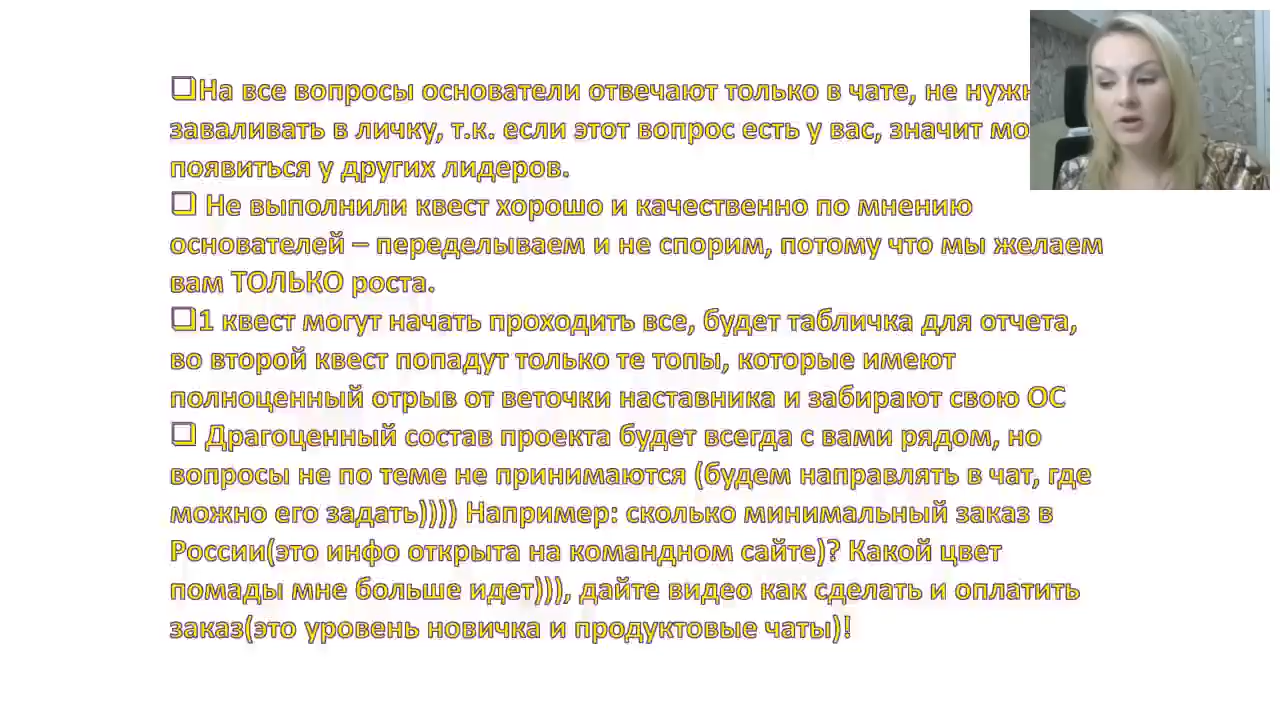 На все вопросы основатели отвечают только в чате, не
заваливать в личку, т.к. если этот вопрос есть у вас, значит
появиться у других лидеров.
Не выполнили квест хорошо и качественно по мнению
основателей – переделываем и не спорим, потому что мы желаем
вам ТОЛЬКО роста.
1 квест могут начать проходить все, будет табличка для отчета,
во второй квест попадут только те топы, которые имеют
полноценный отрыв от веточки наставника и забирают свою ОС
Драгоценный состав проекта будет всегда с вами рядом, но
вопросы не по теме не принимаются (будем направлять в чат, где
можно его задать)))) Например: сколько минимальный заказ в
России(это инфо открыта на командном сайте)? Какой цвет
помады мне больше идет))), дайте видео как сделать и оплатить
заказ(это уровень новичка и продуктовые чаты)!